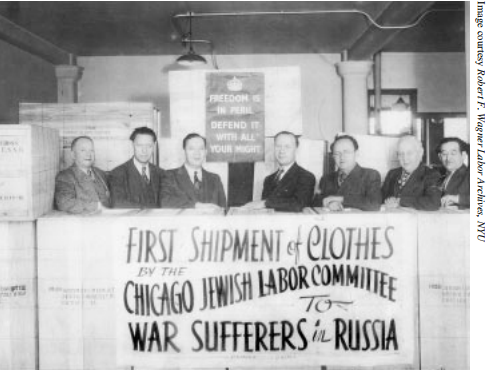 FREEDOM IS
IN PERIL
DEFEND IT
WITH ALL
YOUR MIGHT
FIRST SHIPMENT of CLOTHES
BY THE
CHICAGO JEWISH LABOR COMMITTEE
TO
WAR SUFFERERS in RUSSIA
Image courtesy Robert F. Wagner Labor Archives, NYU